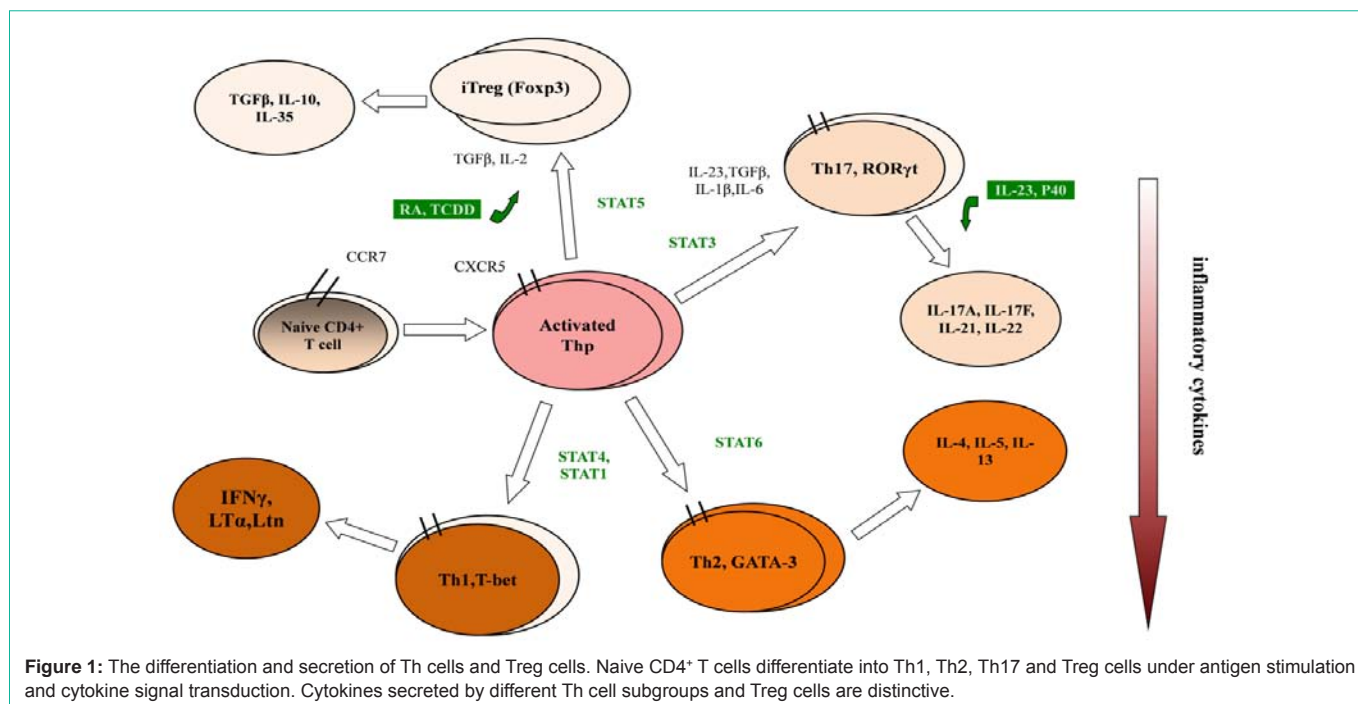 TGFβ, IL-10,
IL-35
iTreg (Foxp3)
TGFβ, IL-2
RA, TCDD
STAT5
IL-23,TGFβ,
IL-1β,IL-6
Th17, RORγt
IL-23, P40
STAT3
CCR7
CXCR5
Naive CD4+
T cell
Activated
Thp
IL-17A, IL-17F,
IL-21, IL-22
inflammatory cytokines
STAT4,
STAT1
STAT6
IL-4, IL-5, IL-
13
IFNγ,
LTα,Ltn
Th1,T-bet
Th2, GATA-3
Figure 1: The differentiation and secretion of Th cells and Treg cells. Naive CD4⁺ T cells differentiate into Th1, Th2, Th17 and Treg cells under antigen stimulation
and cytokine signal transduction. Cytokines secreted by different Th cell subgroups and Treg cells are distinctive.